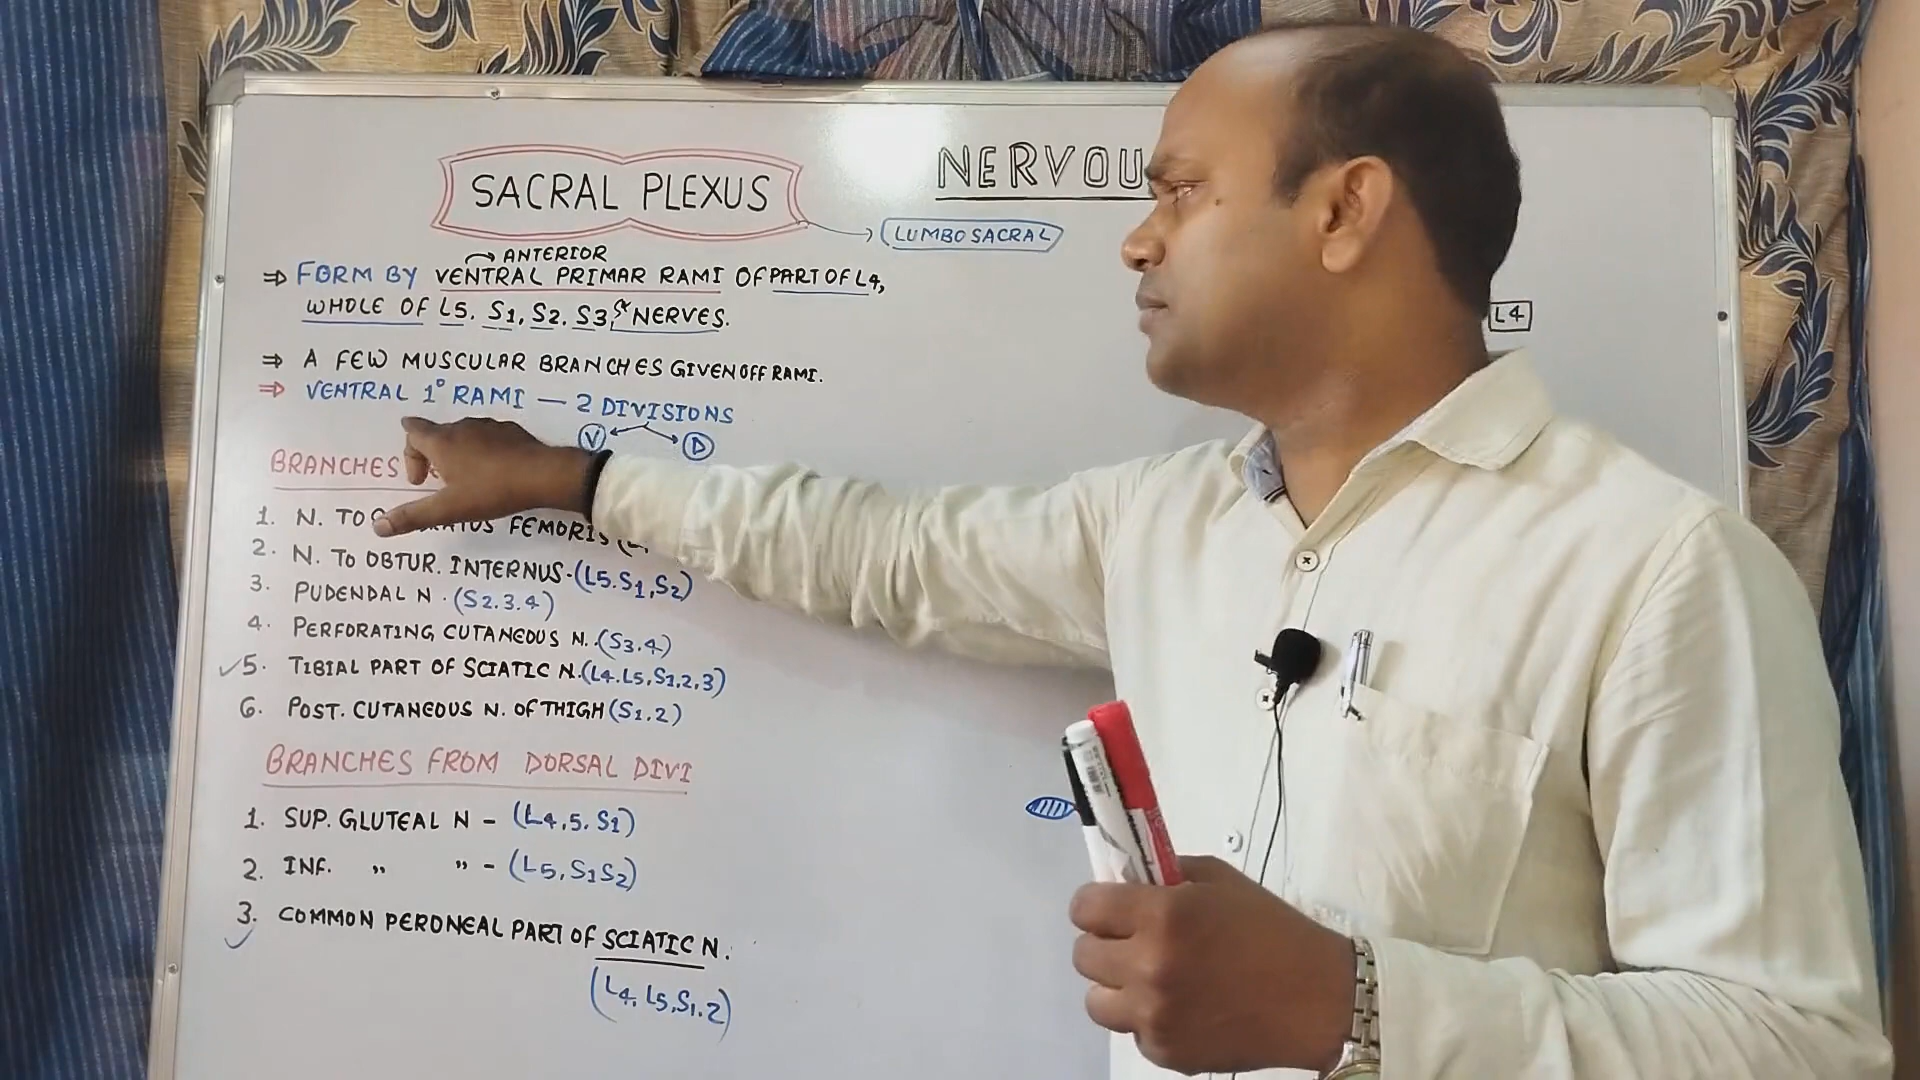 SACRAL PLEXUS
NERVOU
LUMBOSACRAL
ANTERIOR
⇒ FORM BY VENTRAL PRIMAR RAMI OF PART OF L4,
WHOLE OF L5, S1, S2, S3, NERVES.
L4
⇒ A FEW MUSCULAR BRANCHES GIVEN OFF RAMI.
⇒ VENTRAL 1° RAMI — 2 DIVISIONS
V D
BRANCHES
1. N. TO FEMORIS
2. N. TO OBTUR. INTERNUS. (L5.S1,S2)
3. PUDENDAL N. (S2.3.4)
4. PERFORATING CUTANEOUS N. (S3.4)
✓5. TIBIAL PART OF SCIATIC N. (L4.L5,S1,2,3)
6. POST. CUTANEOUS N. OF THIGH (S1.2)
BRANCHES FROM DORSAL DIVI
1. SUP. GLUTEAL N - (L4,5. S1)
2. INF. " " - (L5,S1S2)
3. COMMON PERONEAL PART OF SCIATIC N.
(L4, L5,S1.2)